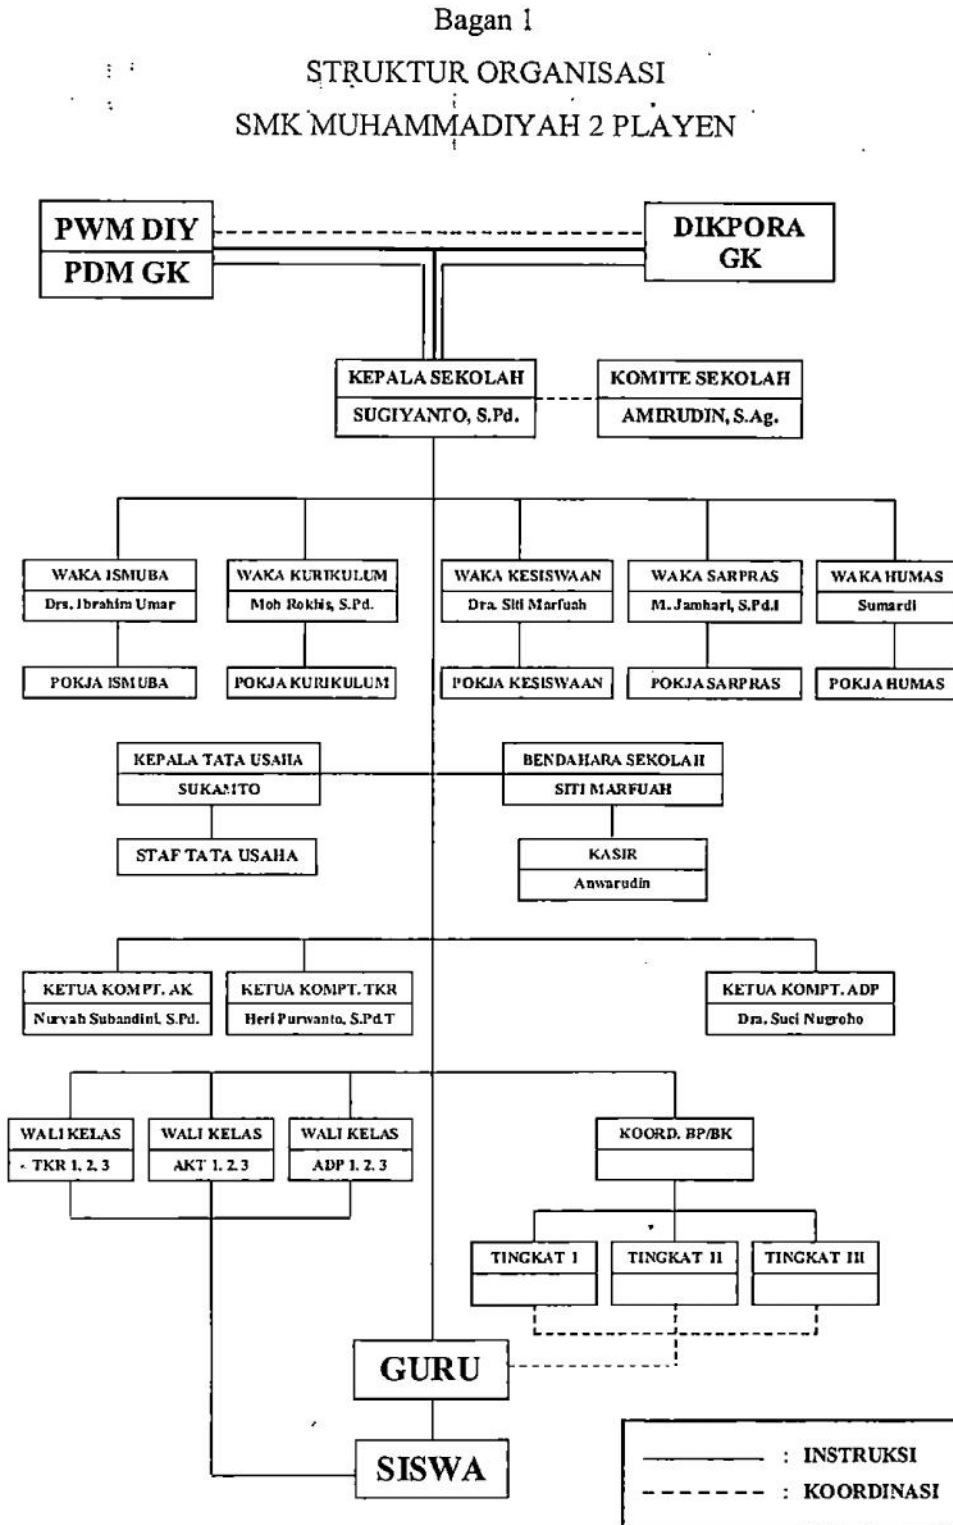 Bagan 1
STRUKTUR ORGANISASI
SMK MUHAMMADIYAH 2 PLAYEN
PWM DIY
PDM GK
DIKPORA
GK
KEPALA SEKOLAH
SUGIYANTO, S.Pd.
KOMITE SEKOLAH
AMIRUDIN, S.Ag.
WAKA ISMUBA
Drs. Ibrahim Umar
WAKA KURIKULUM
Moh Rokhis, S.Pd.
WAKA KESISWAAN
Dra. Siti Marfuah
WAKA SARPRAS
M. Jamhari, S.Pd.I
WAKA HUMAS
Sumardi
POKJA ISMUBA
POKJA KURIKULUM
POKJA KESISWAAN
POKJA SARPRAS
POKJA HUMAS
KEPALA TATA USAHA
BENDAHARA SEKOLAH
SITI MARFUAH
STAF TATA USAHA
KASIR
Anwarudin
KETUA KOMPT. AK
Nurvah Subandini, S.Pd.
KETUA KOMPT. TKR
Heri Purwanto, S.Pd.T
KETUA KOMPT. ADP
Dra. Suci Nugroho
WALI KELAS
TKR 1, 2, 3
WALI KELAS
AKT 1, 2, 3
WALI KELAS
ADP 1, 2, 3
KOORD. BP/BK
TINGKAT I
TINGKAT II
TINGKAT III
GURU
SISWA
: INSTRUKSI
: KOORDINASI